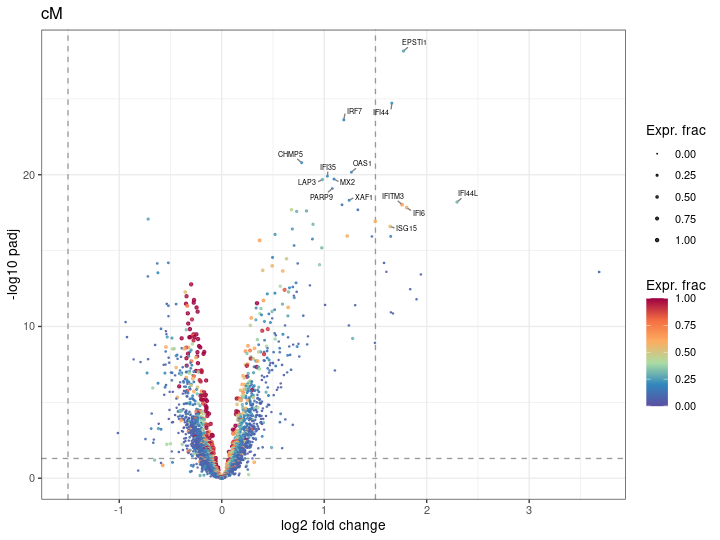 cM
EPSTI1
IFI44
IRF7
CHMP5
IFI35
OAS1
LAP3
MX2
PARP9
XAF1
IFITM3
IFI44L
IFI6
ISG15
20
10
0
-log10 padj
-1
0
1
2
3
log2 fold change
Expr. frac
0.00
0.25
0.50
0.75
1.00
Expr. frac
1.00
0.75
0.50
0.25
0.00